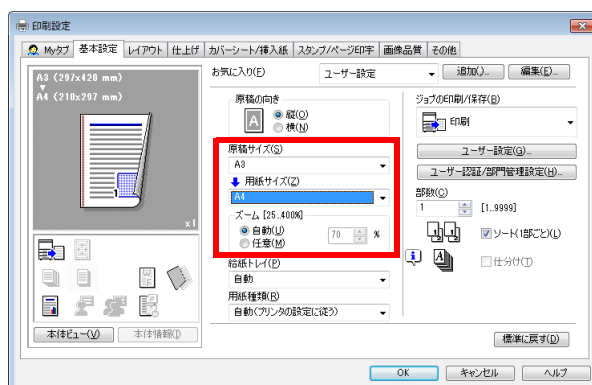 印刷設定
Myタブ 基本設定 レイアウト 仕上げ カバーシート/挿入紙 スタンプ/ページ印字 画像品質 その他
A3 (297x420 mm)
A4 (210x297 mm)
1
x1
本体ビュー(V) 本体情報(I)
お気に入り(F) ユーザー設定 追加(.)... 編集(E)...
原稿の向き
A
縦(O)
横(N)
原稿サイズ(S)
A3
用紙サイズ(Z)
A4
ズーム [25..400%]
自動(U)
任意(M)
70 %
給紙トレイ(P)
自動
用紙種類(R)
自動(プリンタの設定に従う)
ジョブの印刷/保存(B)
印刷
ユーザー設定(G)...
ユーザー認証/部門管理設定(H)...
部数(C)
1 [1..9999]
ソート(1部ごと)(L)
仕分け(T)
標準に戻す(D)
OK キャンセル ヘルプ